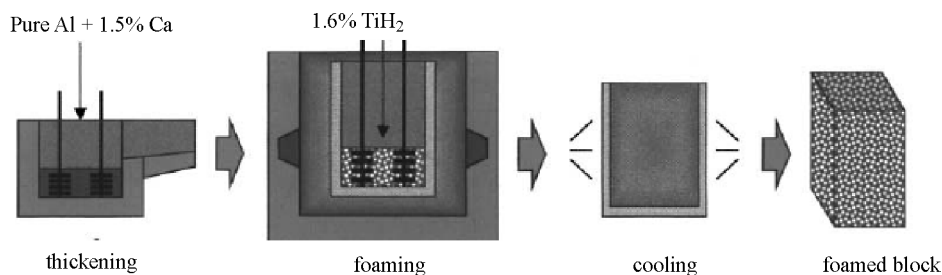 Pure Al + 1.5% Ca
1.6% TiH₂
thickening
foaming
cooling
foamed block